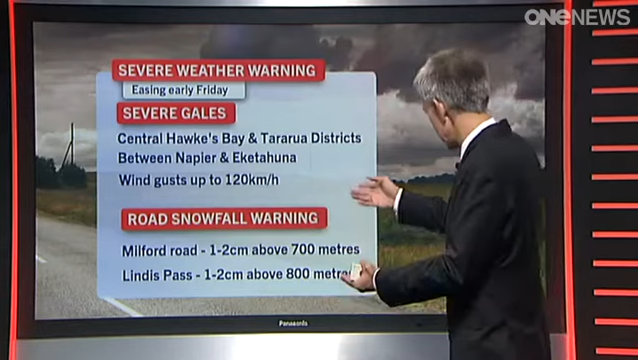 ONE NEWS
SEVERE WEATHER WARNING
Easing early Friday
SEVERE GALES
Central Hawke's Bay & Tararua Districts
Between Napier & Eketahuna
Wind gusts up to 120km/h
ROAD SNOWFALL WARNING
Milford road - 1-2cm above 700 metres
Lindis Pass - 1-2cm above 800 metre
Panasonic